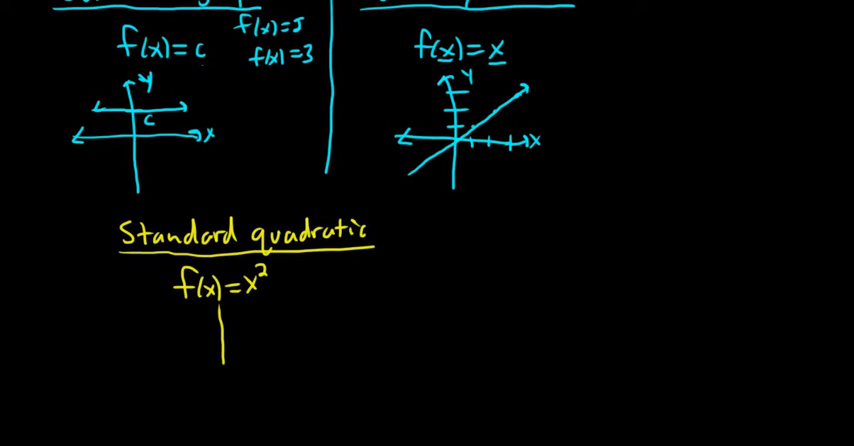 f(x)=5
f(x)=c
f(x)=3
y
c
x
f(x)=x
y
x
Standard quadratic
f(x)=x²